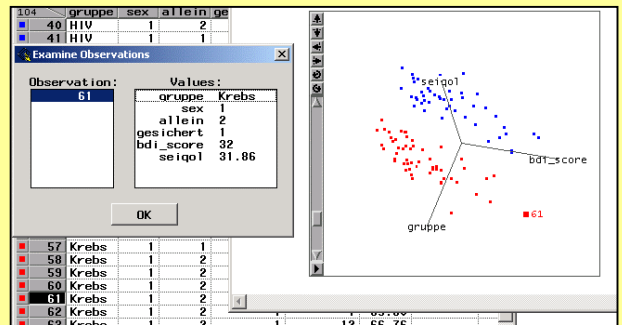 104 gruppe sex allein ge
40 HIV 1 2
41 HIV 1 1
Examine Observations
Observation: Values:
61
gruppe Krebs
sex 1
allein 2
gesichert 1
bdi_score 32
seiqol 31.86
OK
57 Krebs 1 1
58 Krebs 1 2
59 Krebs 1 2
60 Krebs 1 2
61 Krebs 1 2
62 Krebs 1 2
seiqol
bdi_score
gruppe
61